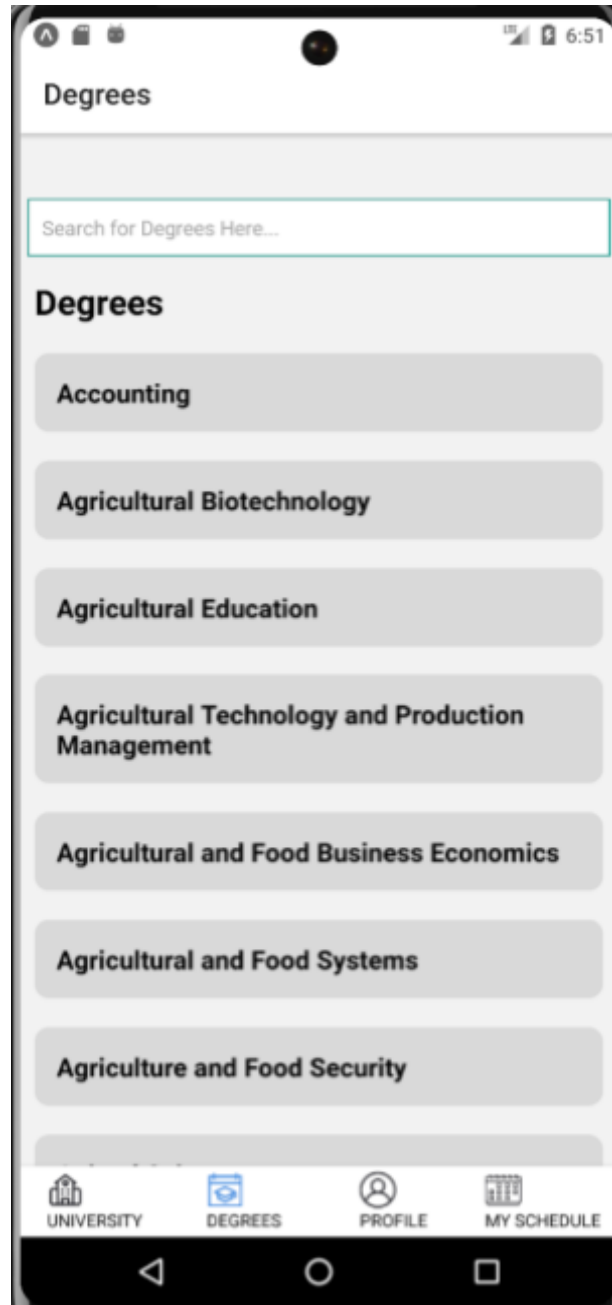 LTE 6:51
Degrees
Search for Degrees Here...
Degrees
Accounting
Agricultural Biotechnology
Agricultural Education
Agricultural Technology and Production
Management
Agricultural and Food Business Economics
Agricultural and Food Systems
Agriculture and Food Security
UNIVERSITY DEGREES PROFILE MY SCHEDULE